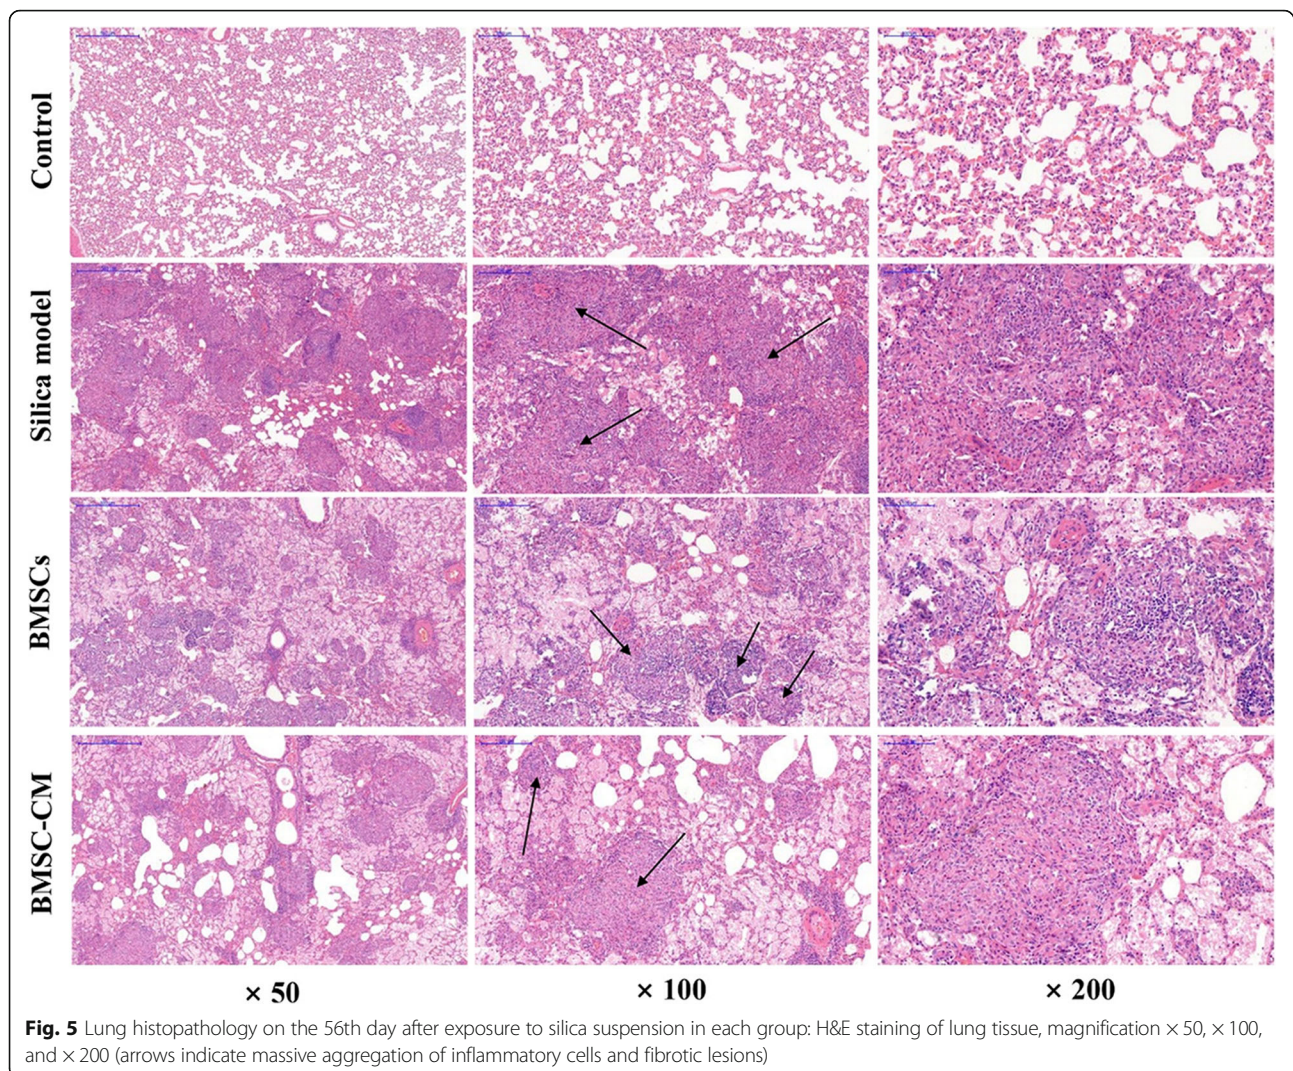 Control
Silica model
BMSCs
BMSC-CM
× 50
× 100
× 200
Fig. 5 Lung histopathology on the 56th day after exposure to silica suspension in each group: H&E staining of lung tissue, magnification × 50, × 100,
and × 200 (arrows indicate massive aggregation of inflammatory cells and fibrotic lesions)